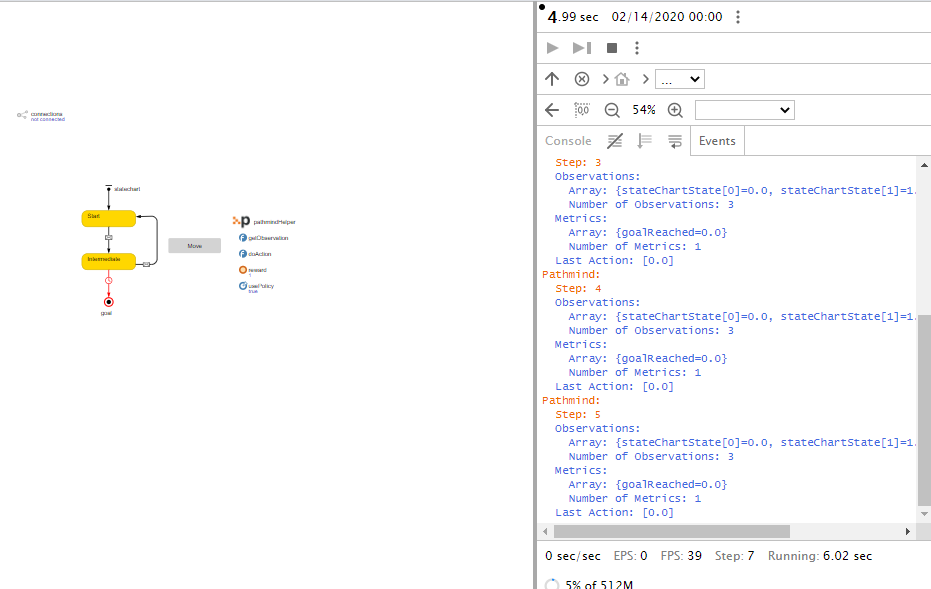 connections
not connected
statechart
Start
Intermediate
goal
Move
pathmindHelper
getObservation
doAction
reward
usePolicy
true
4.99 sec 02/14/2020 00:00
...
54%
Console Events
Step: 3
Observations:
Array: {stateChartState[0]=0.0, stateChartState[1]=1.
Number of Observations: 3
Metrics:
Array: {goalReached=0.0}
Number of Metrics: 1
Last Action: [0.0]
Pathmind:
Step: 4
Observations:
Array: {stateChartState[0]=0.0, stateChartState[1]=1.
Number of Observations: 3
Metrics:
Array: {goalReached=0.0}
Number of Metrics: 1
Last Action: [0.0]
Pathmind:
Step: 5
Observations:
Array: {stateChartState[0]=0.0, stateChartState[1]=1.
Number of Observations: 3
Metrics:
Array: {goalReached=0.0}
Number of Metrics: 1
Last Action: [0.0]
0 sec/sec EPS: 0 FPS: 39 Step: 7 Running: 6.02 sec
5% of 512M